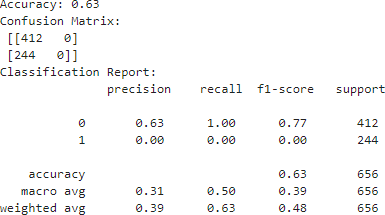 Accuracy: 0.63
Confusion Matrix:
[[412 0]
[244 0]]
Classification Report:
precision recall f1-score support
0 0.63 1.00 0.77 412
1 0.00 0.00 0.00 244
accuracy 0.63 656
macro avg 0.31 0.50 0.39 656
weighted avg 0.39 0.63 0.48 656